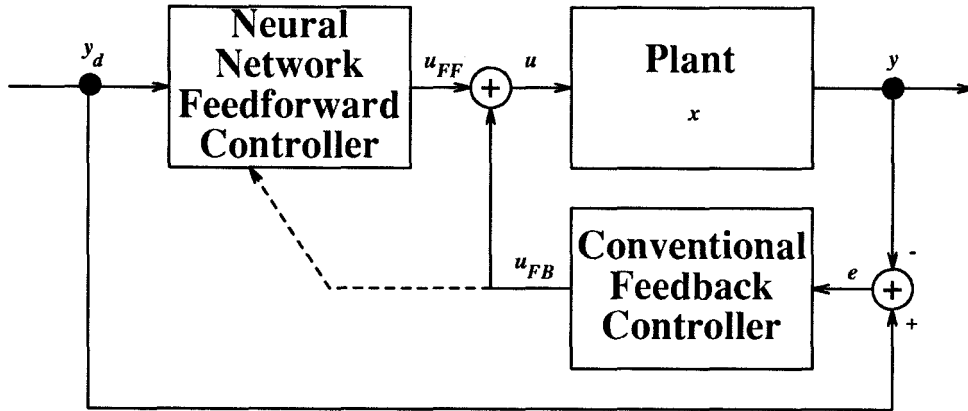 Neural
Network
Feedforward
Controller
y_d
u_FF
+
u
Plant
x
y
Conventional
Feedback
Controller
u_FB
e
-
+
+